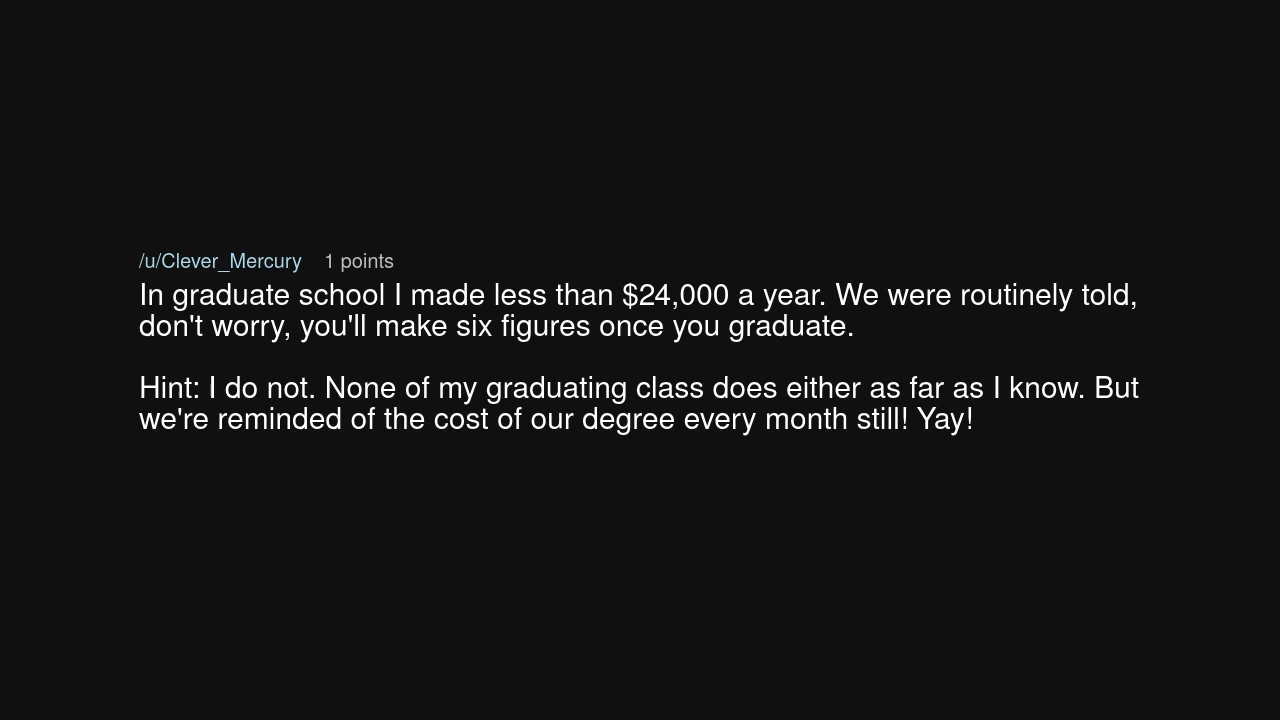 /u/Clever_Mercury 1 points
In graduate school I made less than $24,000 a year. We were routinely told,
don't worry, you'll make six figures once you graduate.
Hint: I do not. None of my graduating class does either as far as I know. But
we're reminded of the cost of our degree every month still! Yay!